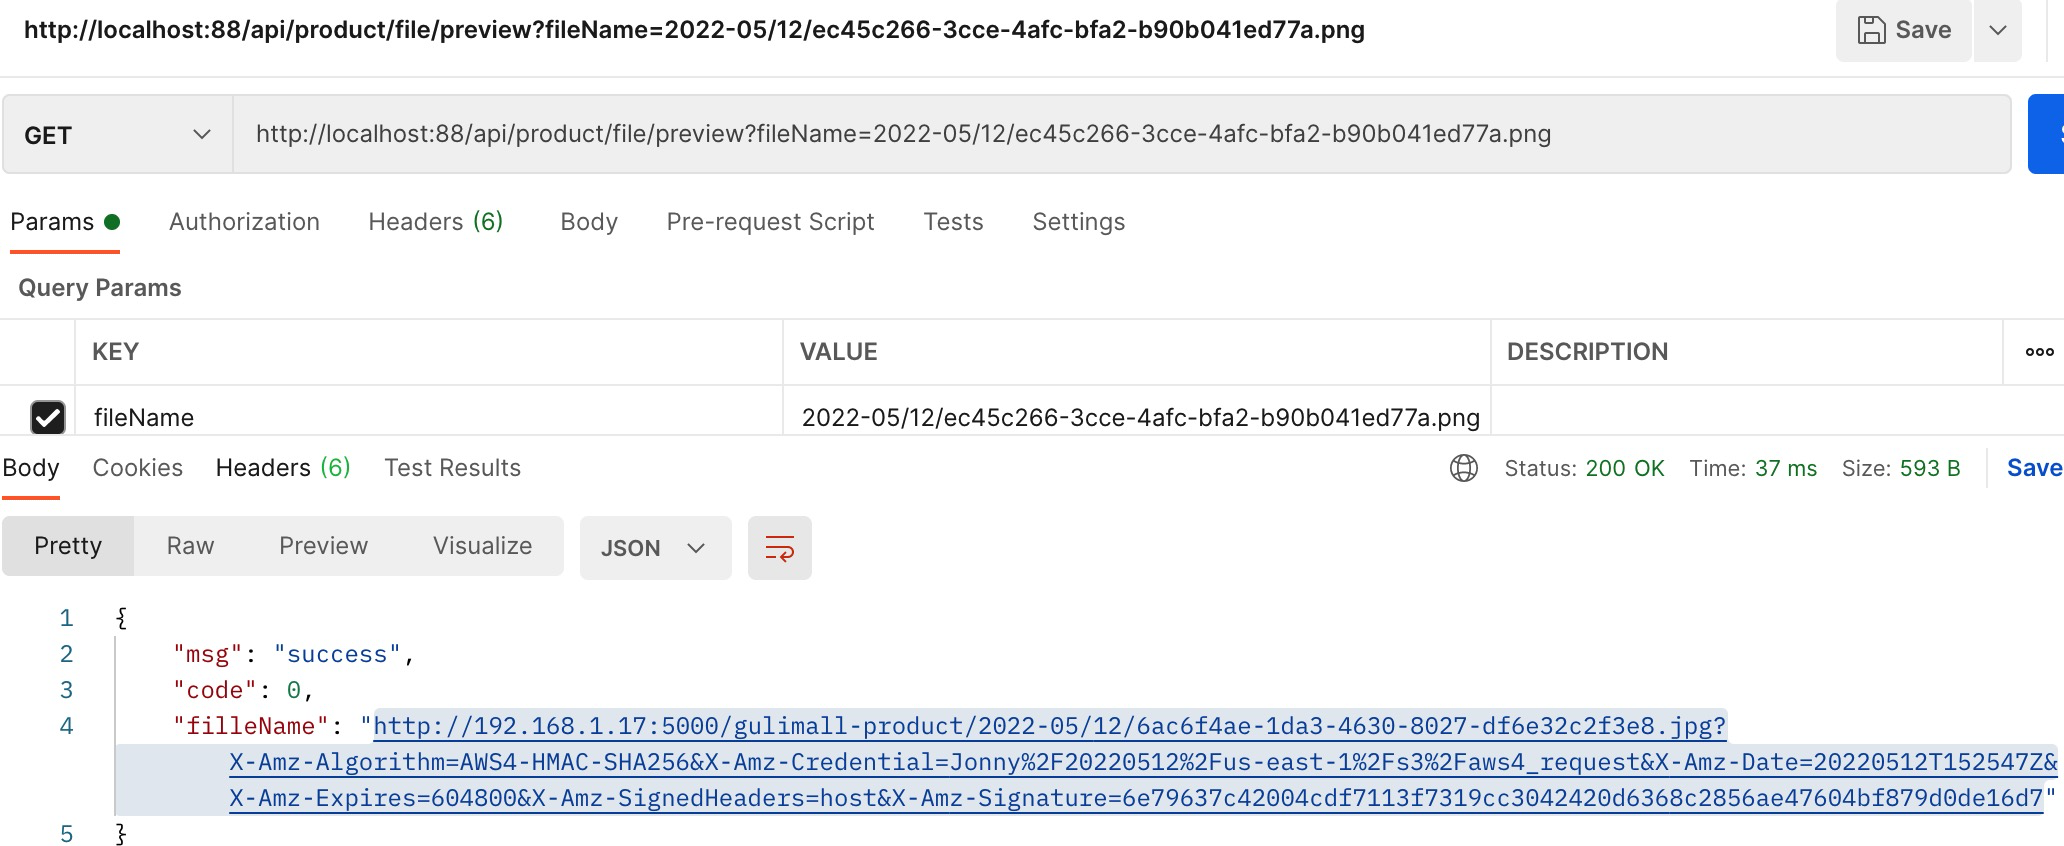 http://localhost:88/api/product/file/preview?fileName=2022-05/12/ec45c266-3cce-4afc-bfa2-b90b041ed77a.png
Save
GET http://localhost:88/api/product/file/preview?fileName=2022-05/12/ec45c266-3cce-4afc-bfa2-b90b041ed77a.png
Params Authorization Headers (6) Body Pre-request Script Tests Settings
Query Params
KEY VALUE DESCRIPTION
fileName 2022-05/12/ec45c266-3cce-4afc-bfa2-b90b041ed77a.png
Body Cookies Headers (6) Test Results Status: 200 OK Time: 37 ms Size: 593 B Save
Pretty Raw Preview Visualize JSON
1 {
2 "msg": "success",
3 "code": 0,
4 "filleName": "http://192.168.1.17:5000/gulimall-product/2022-05/12/6ac6f4ae-1da3-4630-8027-df6e32c2f3e8.jpg?
X-Amz-Algorithm=AWS4-HMAC-SHA256&X-Amz-Credential=Jonny%2F20220512%2Fus-east-1%2Fs3%2Faws4_request&X-Amz-Date=20220512T152547Z&
X-Amz-Expires=604800&X-Amz-SignedHeaders=host&X-Amz-Signature=6e79637c42004cdf7113f7319cc3042420d6368c2856ae47604bf879d0de16d7"
5 }